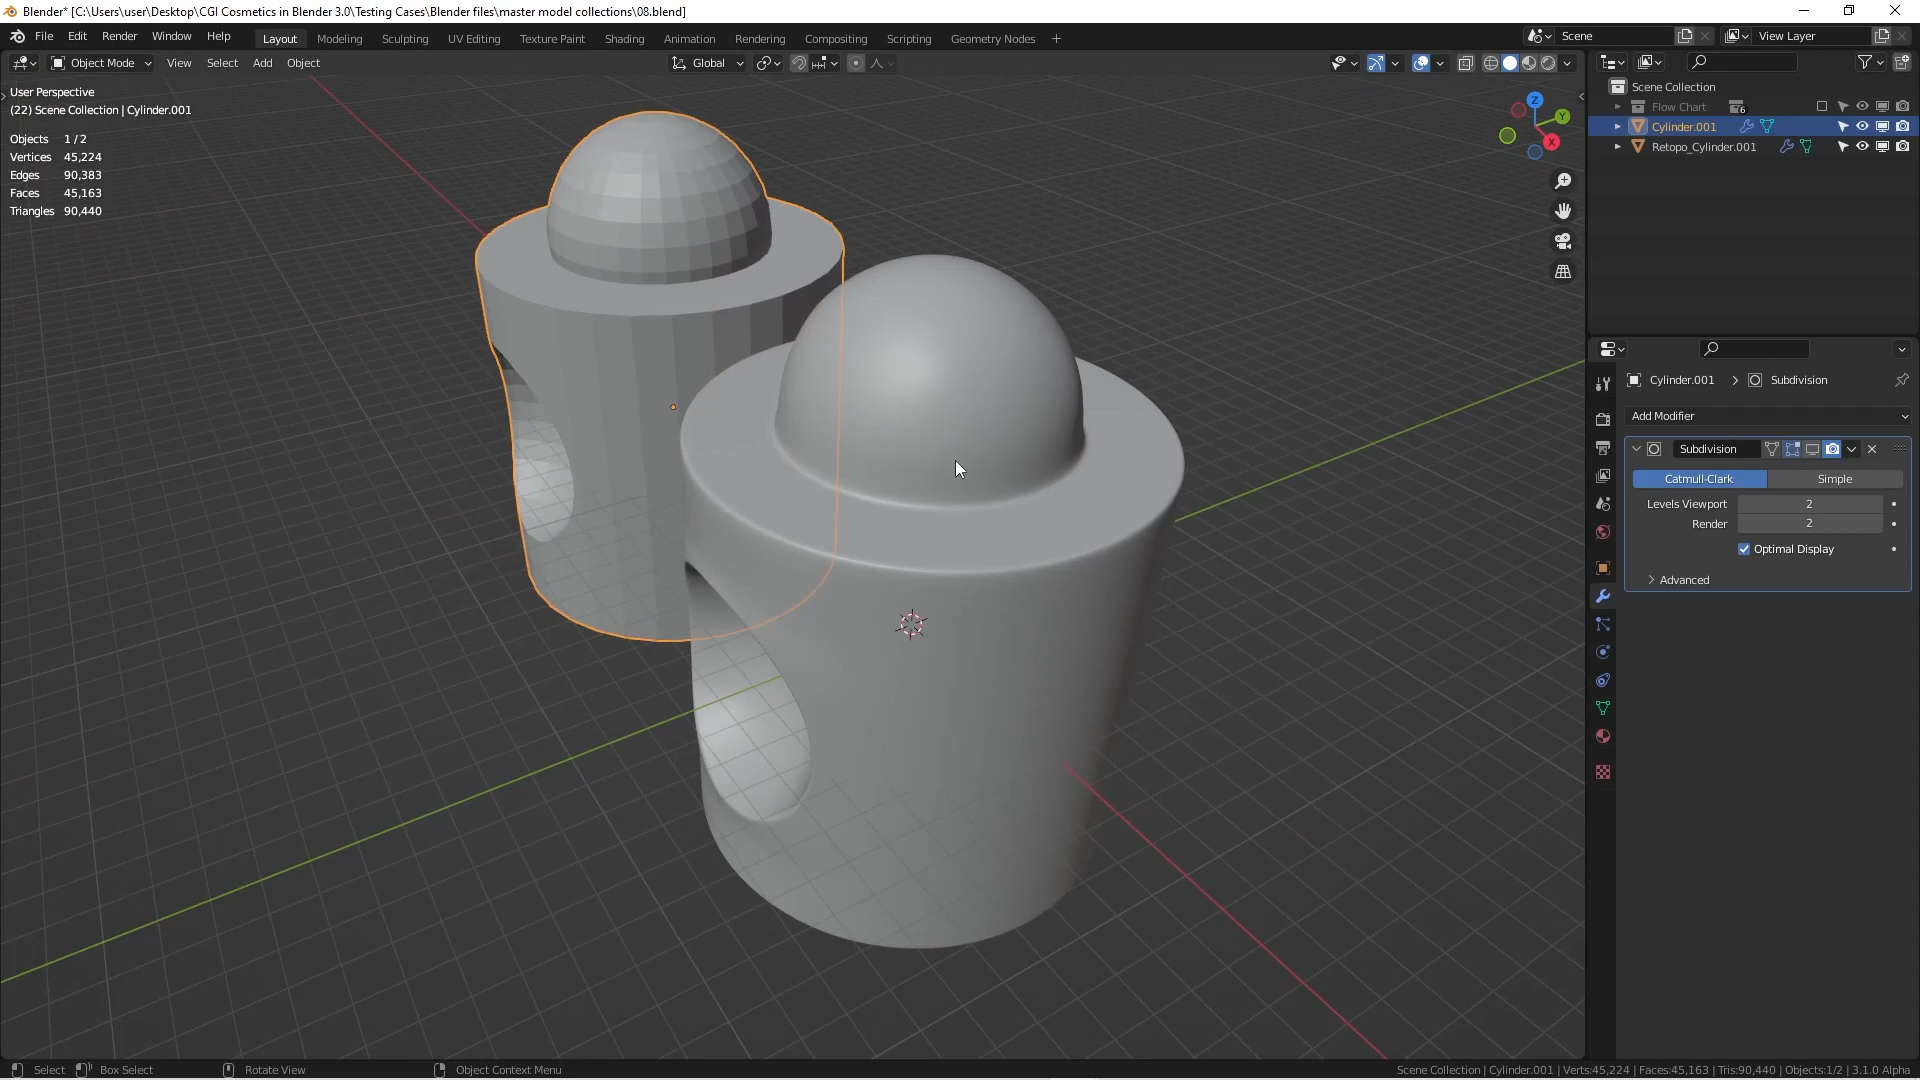 Blender* [C:\Users\user\Desktop\CGI Cosmetics in Blender 3.0\Testing Cases\Blender files\master model collections\08.blend]
File Edit Render Window Help Layout Modeling Sculpting UV Editing Texture Paint Shading Animation Rendering Compositing Scripting Geometry Nodes + Scene View Layer
Object Mode View Select Add Object Global
User Perspective
(22) Scene Collection | Cylinder.001
Objects 1 / 2
Vertices 45,224
Edges 90,383
Faces 45,163
Triangles 90,440
Z
Y
X
Scene Collection
Flow Chart 6
Cylinder.001
Retopo_Cylinder.001
Cylinder.001 > Subdivision
Add Modifier
Subdivision
Catmull-Clark Simple
Levels Viewport 2
Render 2
Optimal Display
Advanced
Select Box Select Rotate View Object Context Menu
Scene Collection | Cylinder.001 | Verts:45,224 | Faces:45,163 | Tris:90,440 | Objects:1/2 | 3.1.0 Alpha